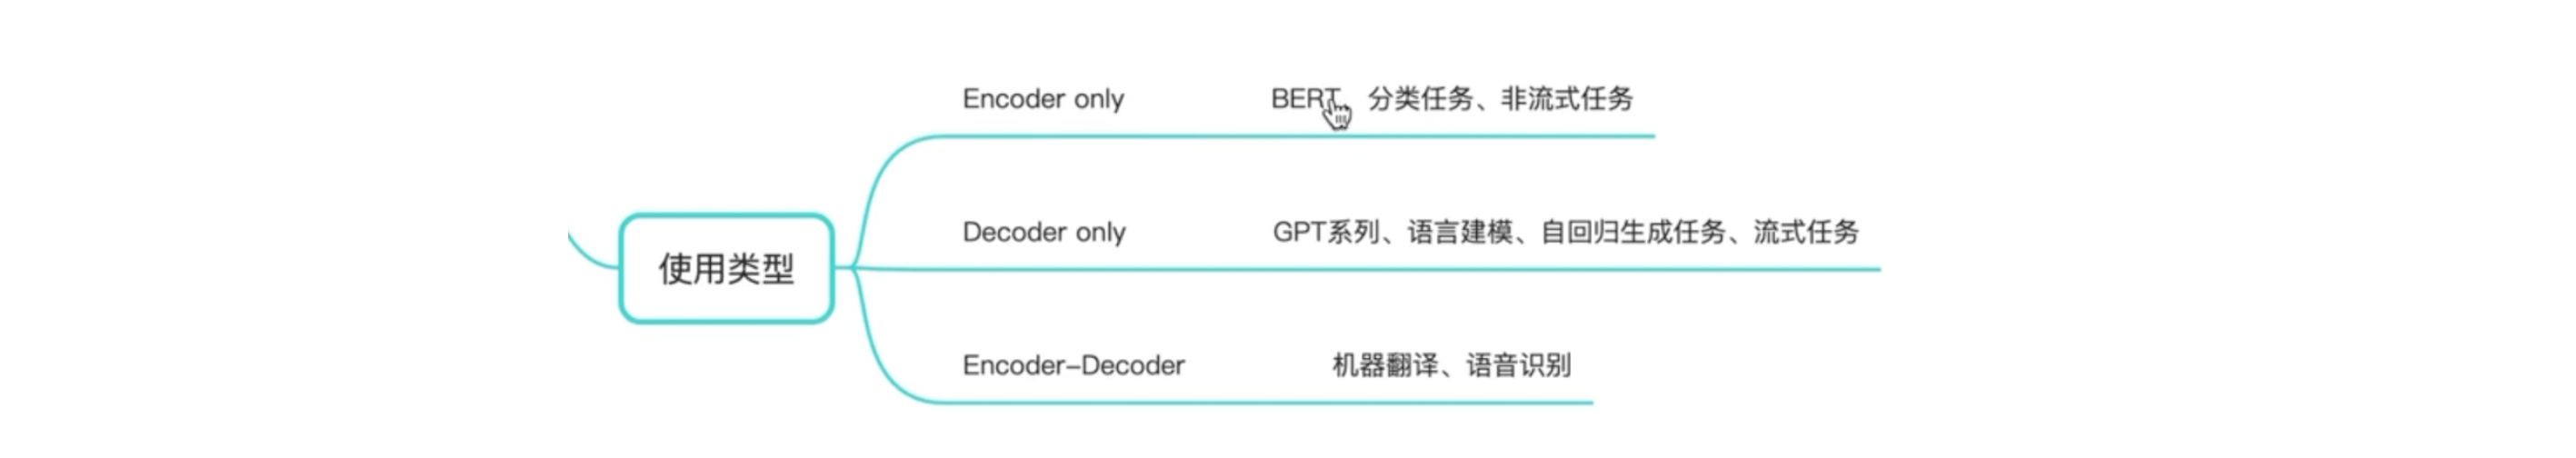 Encoder only BERT、分类任务、非流式任务
Decoder only GPT系列、语言建模、自回归生成任务、流式任务
使用类型
Encoder–Decoder 机器翻译、语音识别